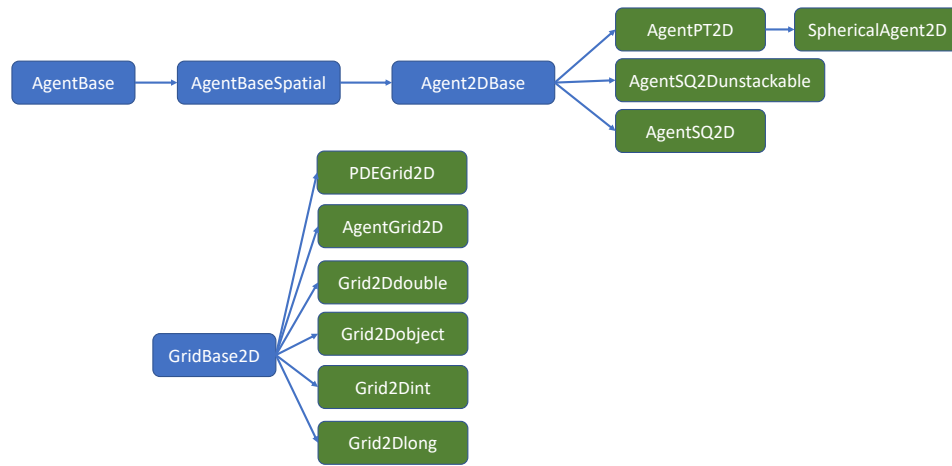 AgentPT2D
SphericalAgent2D
AgentBase
AgentBaseSpatial
Agent2DBase
AgentSQ2Dunstackable
AgentSQ2D
PDEGrid2D
AgentGrid2D
Grid2Ddouble
Grid2Dobject
GridBase2D
Grid2Dint
Grid2Dlong